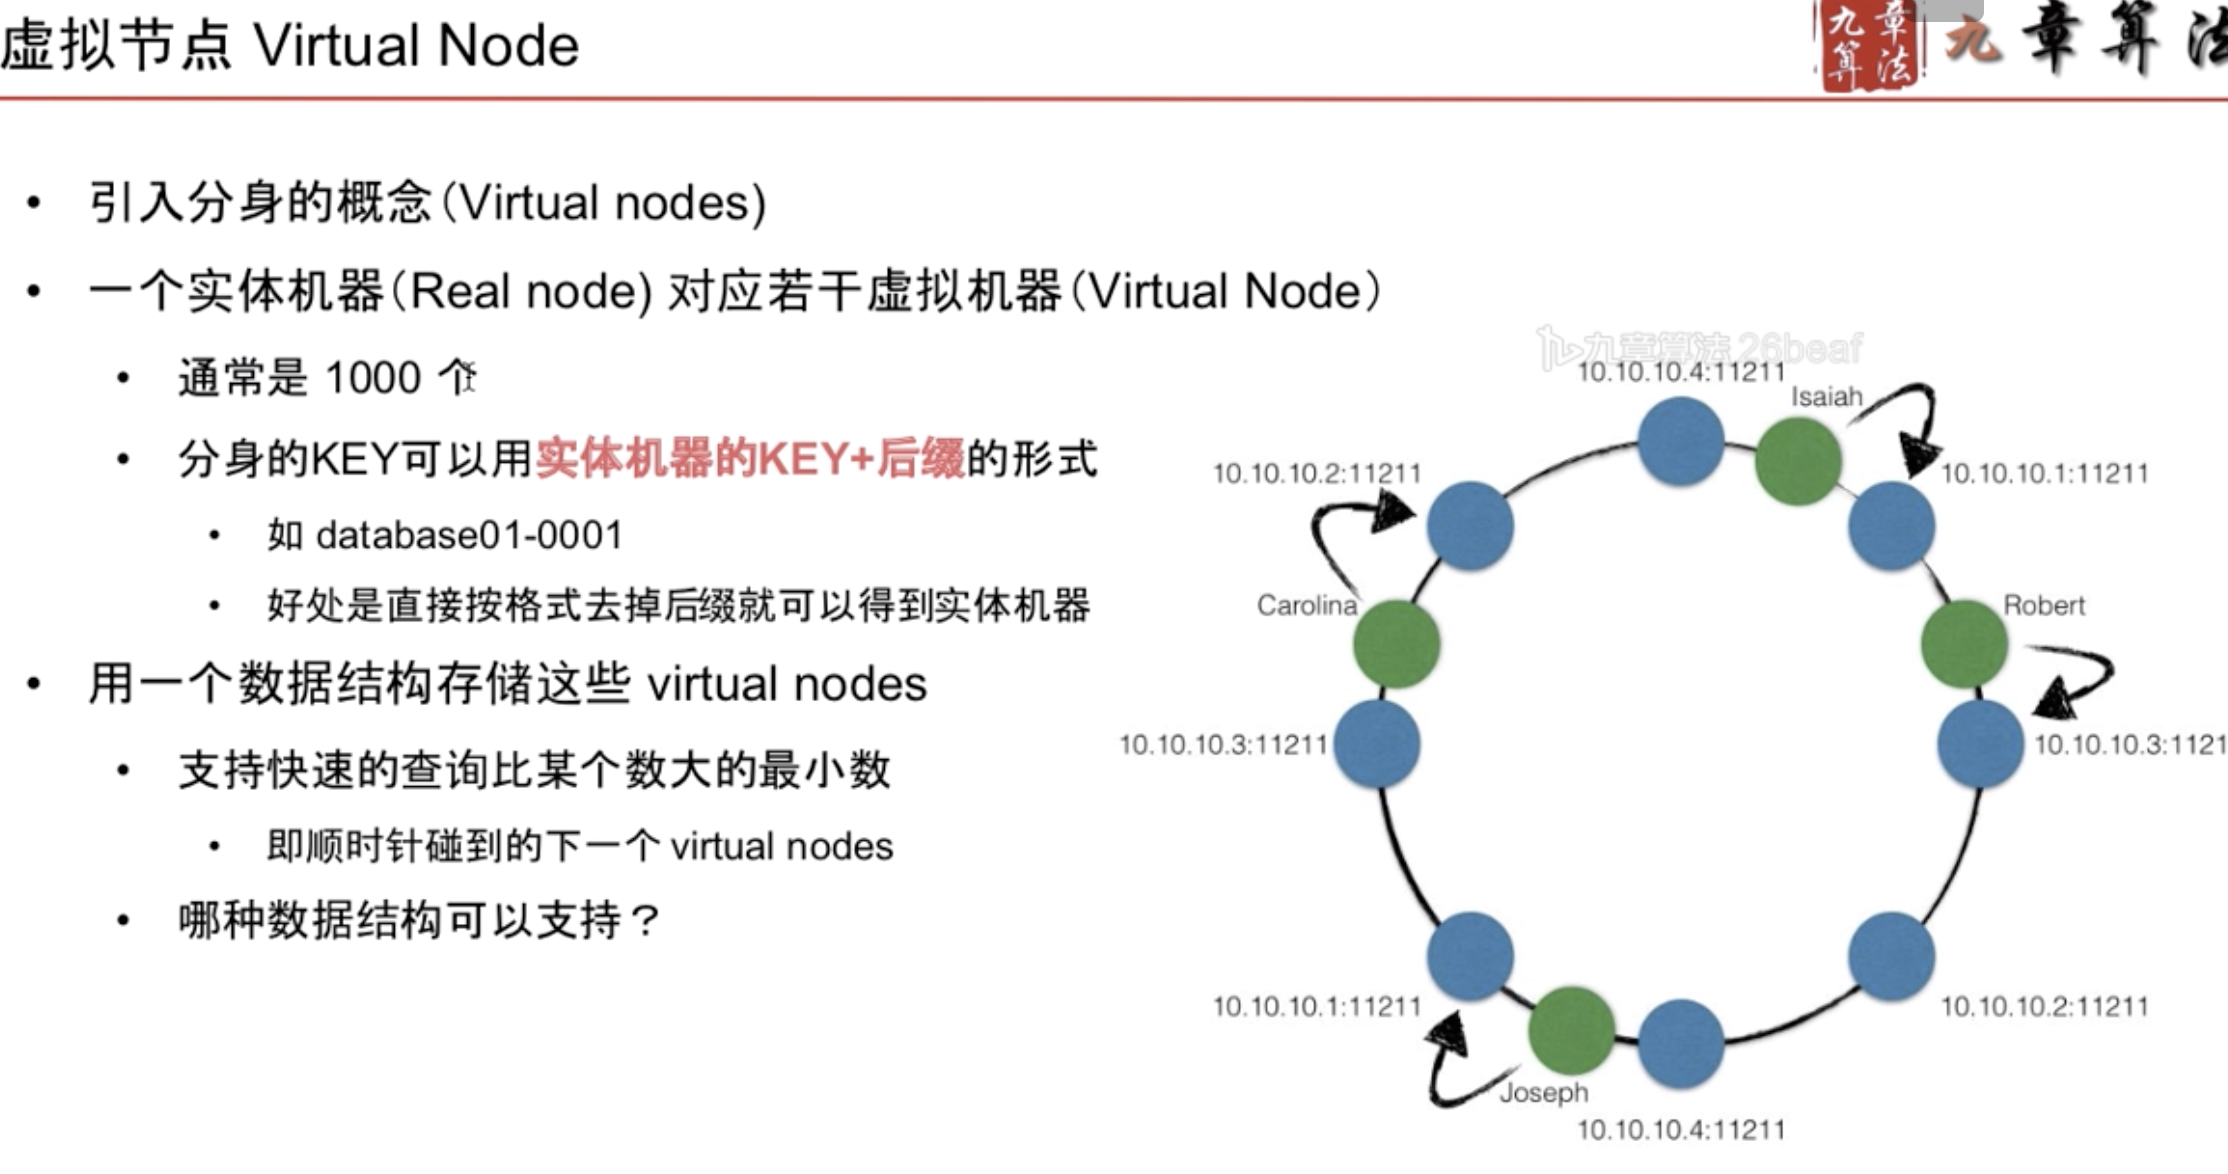 虚拟节点 Virtual Node
九章算法
九章算法
引入分身的概念(Virtual nodes)
一个实体机器(Real node) 对应若干虚拟机器(Virtual Node)
通常是 1000 个
分身的KEY可以用实体机器的KEY+后缀的形式
如 database01-0001
好处是直接按格式去掉后缀就可以得到实体机器
用一个数据结构存储这些 virtual nodes
支持快速的查询比某个数大的最小数
即顺时针碰到的下一个 virtual nodes
哪种数据结构可以支持？
九章算法 26beaf
10.10.10.4:11211
Isaiah
10.10.10.2:11211
10.10.10.1:11211
Carolina
Robert
10.10.10.3:11211
10.10.10.3:1121
10.10.10.1:11211
10.10.10.2:11211
Joseph
10.10.10.4:11211